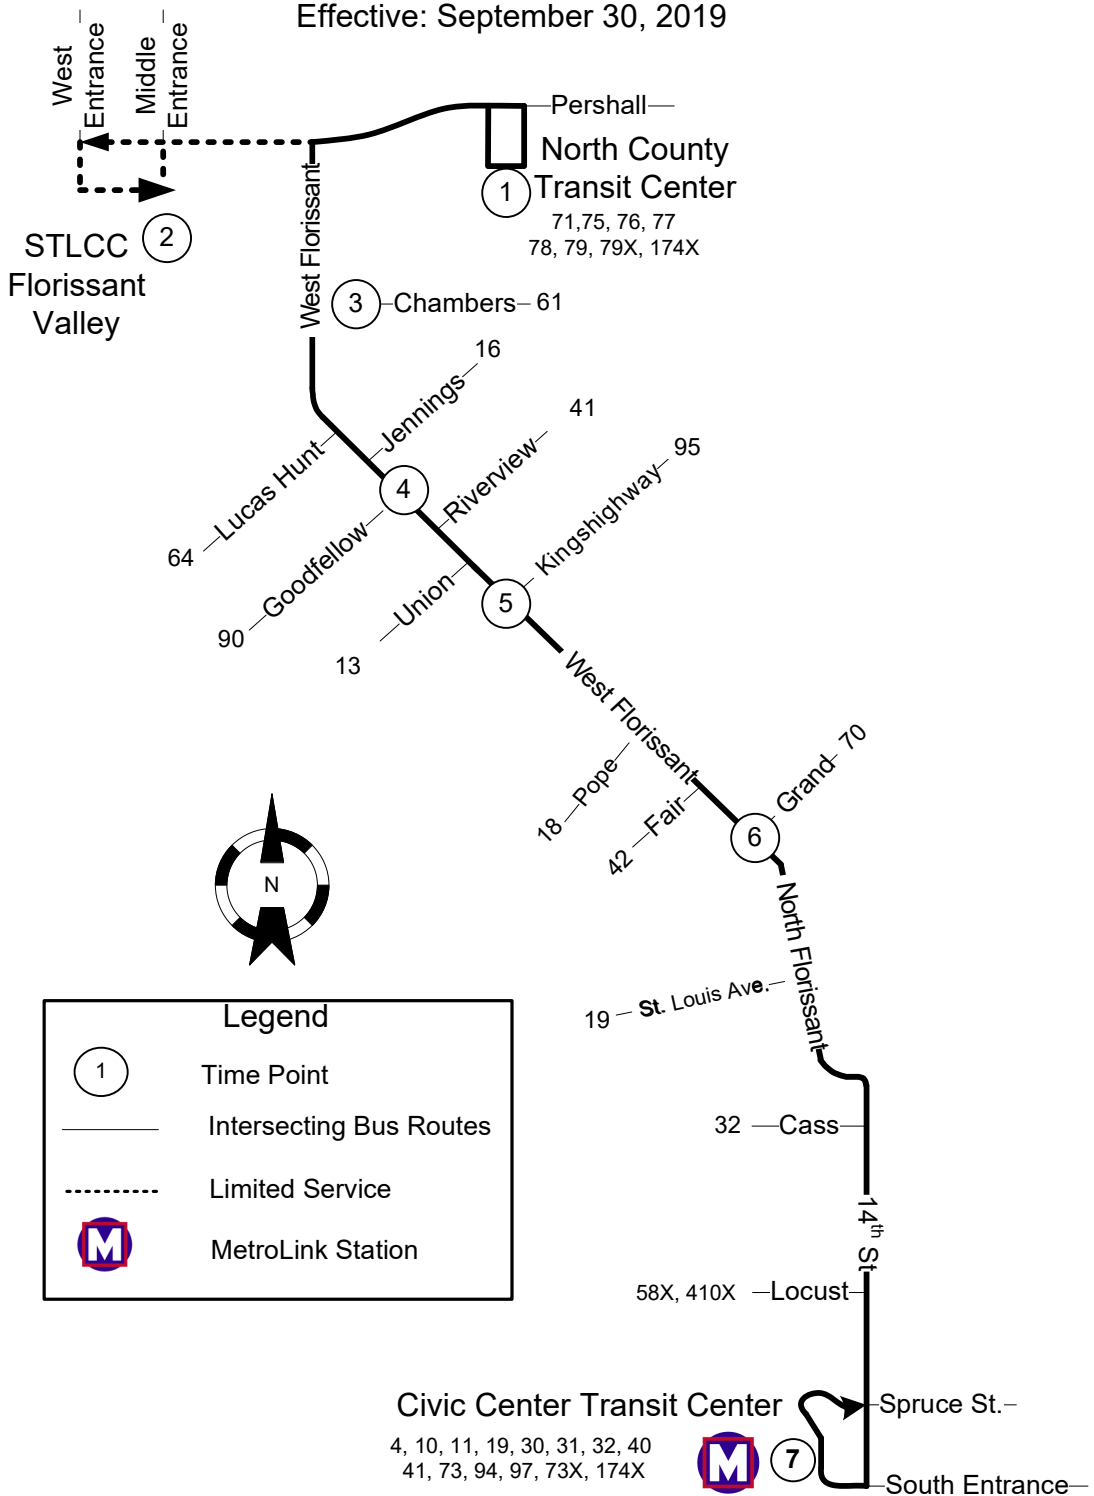 Effective: September 30, 2019
West
Entrance
Middle
Entrance
Pershall
North County
Transit Center
1
71,75, 76, 77
78, 79, 79X, 174X
2
STLCC
Florissant
Valley
West Florissant
3
Chambers
61
16
Jennings
41
Riverview
95
Kingshighway
Lucas Hunt
64
4
Goodfellow
90
Union
13
5
West Florissant
Pope
18
Fair
42
Grand
70
6
North Florissant
St. Louis Ave.
19
N
Legend
1
Time Point
Intersecting Bus Routes
Limited Service
M
MetroLink Station
32
Cass
14th St
58X, 410X
Locust
Civic Center Transit Center
4, 10, 11, 19, 30, 31, 32, 40
41, 73, 94, 97, 73X, 174X
M
7
Spruce St.
South Entrance